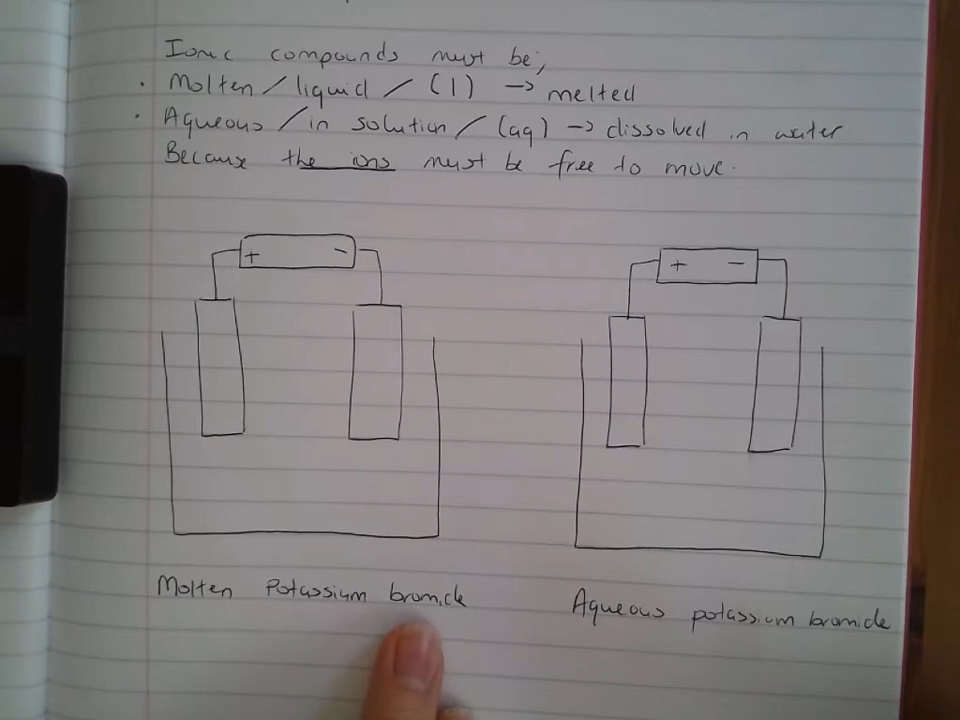 Ionic compounds must be,
· Molten / liquid / (l) → melted
· Aqueous / in solution / (aq) → dissolved in water
Because the ions must be free to move.
+ -
+ -
Molten Potassium bromide
Aqueous potassium bromide